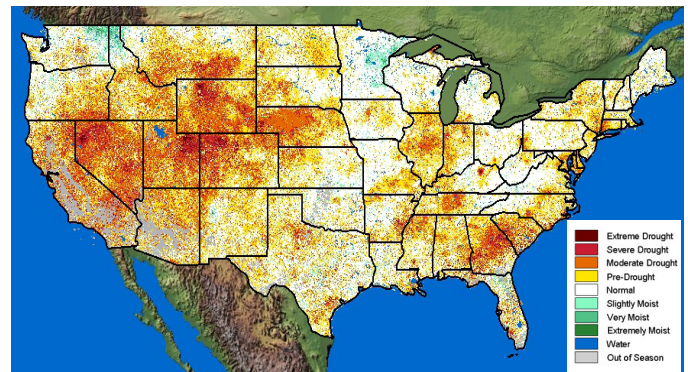 Extreme Drought
Severe Drought
Moderate Drought
Pre-Drought
Normal
Slightly Moist
Very Moist
Extremely Moist
Water
Out of Season